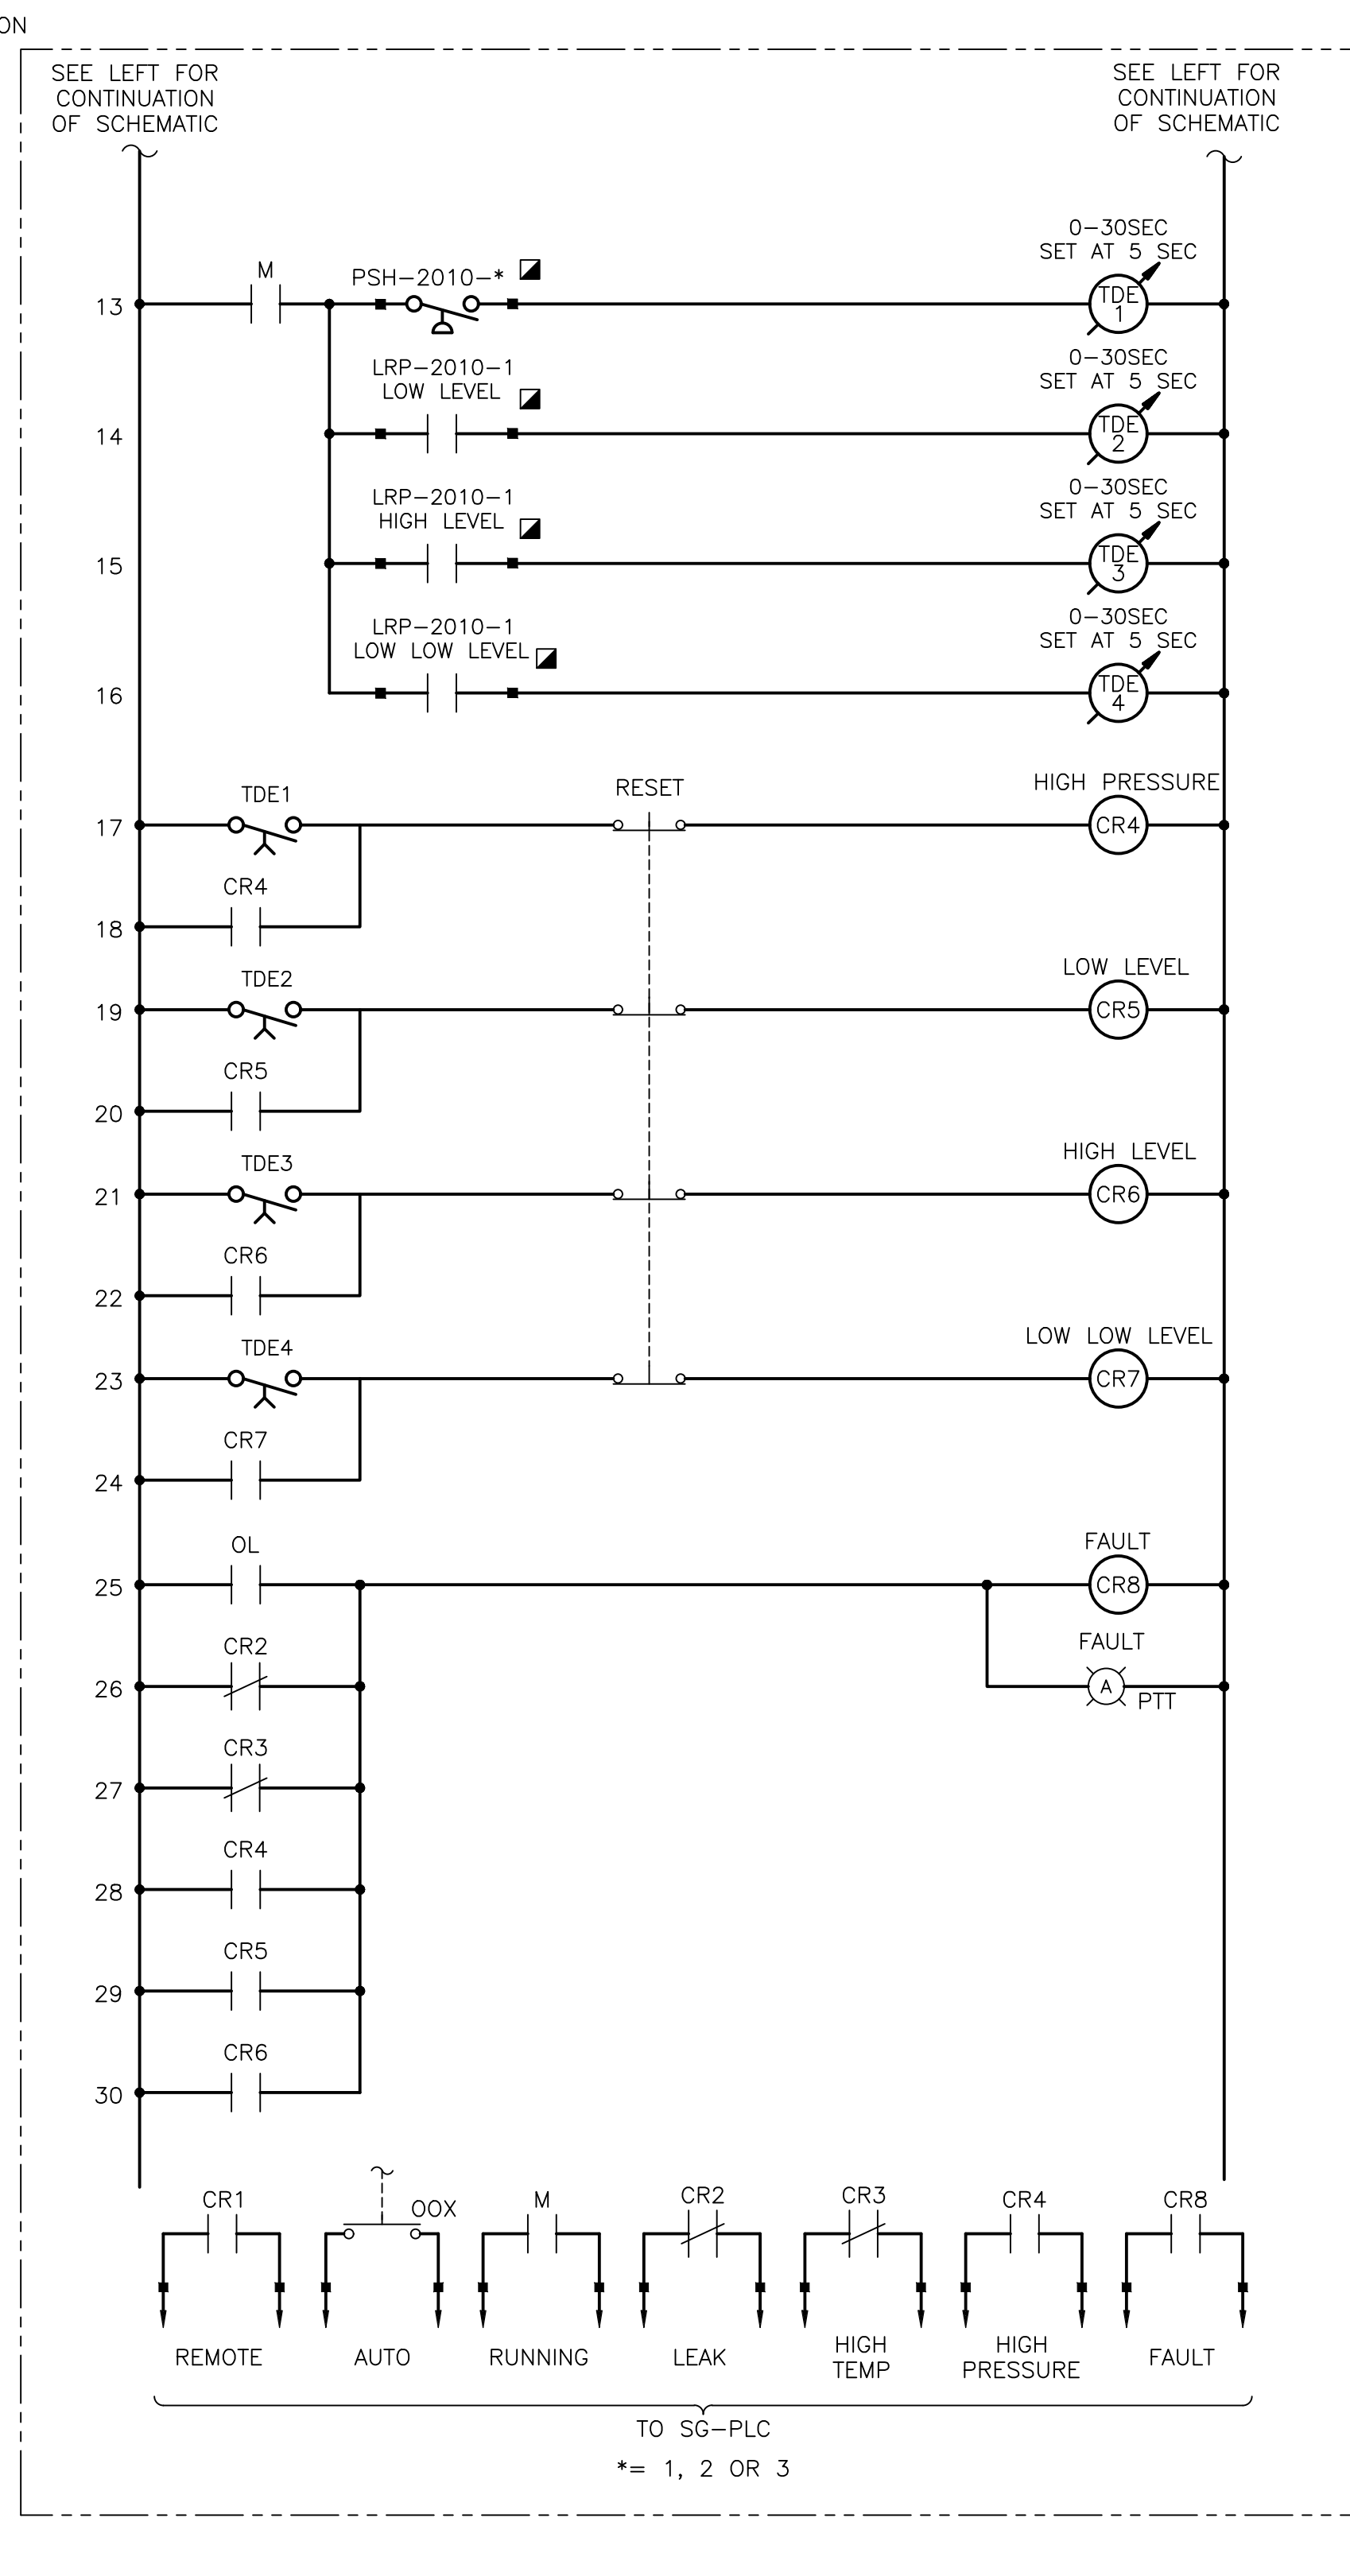 ON
SEE LEFT FOR
CONTINUATION
OF SCHEMATIC
SEE LEFT FOR
CONTINUATION
OF SCHEMATIC
0-30SEC
SET AT 5 SEC
M
PSH-2010-*
13
TDE
1
LRP-2010-1
LOW LEVEL
0-30SEC
SET AT 5 SEC
14
TDE
2
LRP-2010-1
HIGH LEVEL
0-30SEC
SET AT 5 SEC
15
TDE
3
LRP-2010-1
LOW LOW LEVEL
0-30SEC
SET AT 5 SEC
16
TDE
4
TDE1
RESET
HIGH PRESSURE
17
CR4
CR4
18
TDE2
LOW LEVEL
19
CR5
CR5
20
TDE3
HIGH LEVEL
21
CR6
CR6
22
TDE4
LOW LOW LEVEL
23
CR7
CR7
24
OL
FAULT
25
CR8
CR2
FAULT
26
A
PTT
CR3
27
CR4
28
CR5
29
CR6
30
CR1
OOX
M
CR2
CR3
CR4
CR8
REMOTE
AUTO
RUNNING
LEAK
HIGH
TEMP
HIGH
PRESSURE
FAULT
TO SG-PLC
*= 1, 2 OR 3